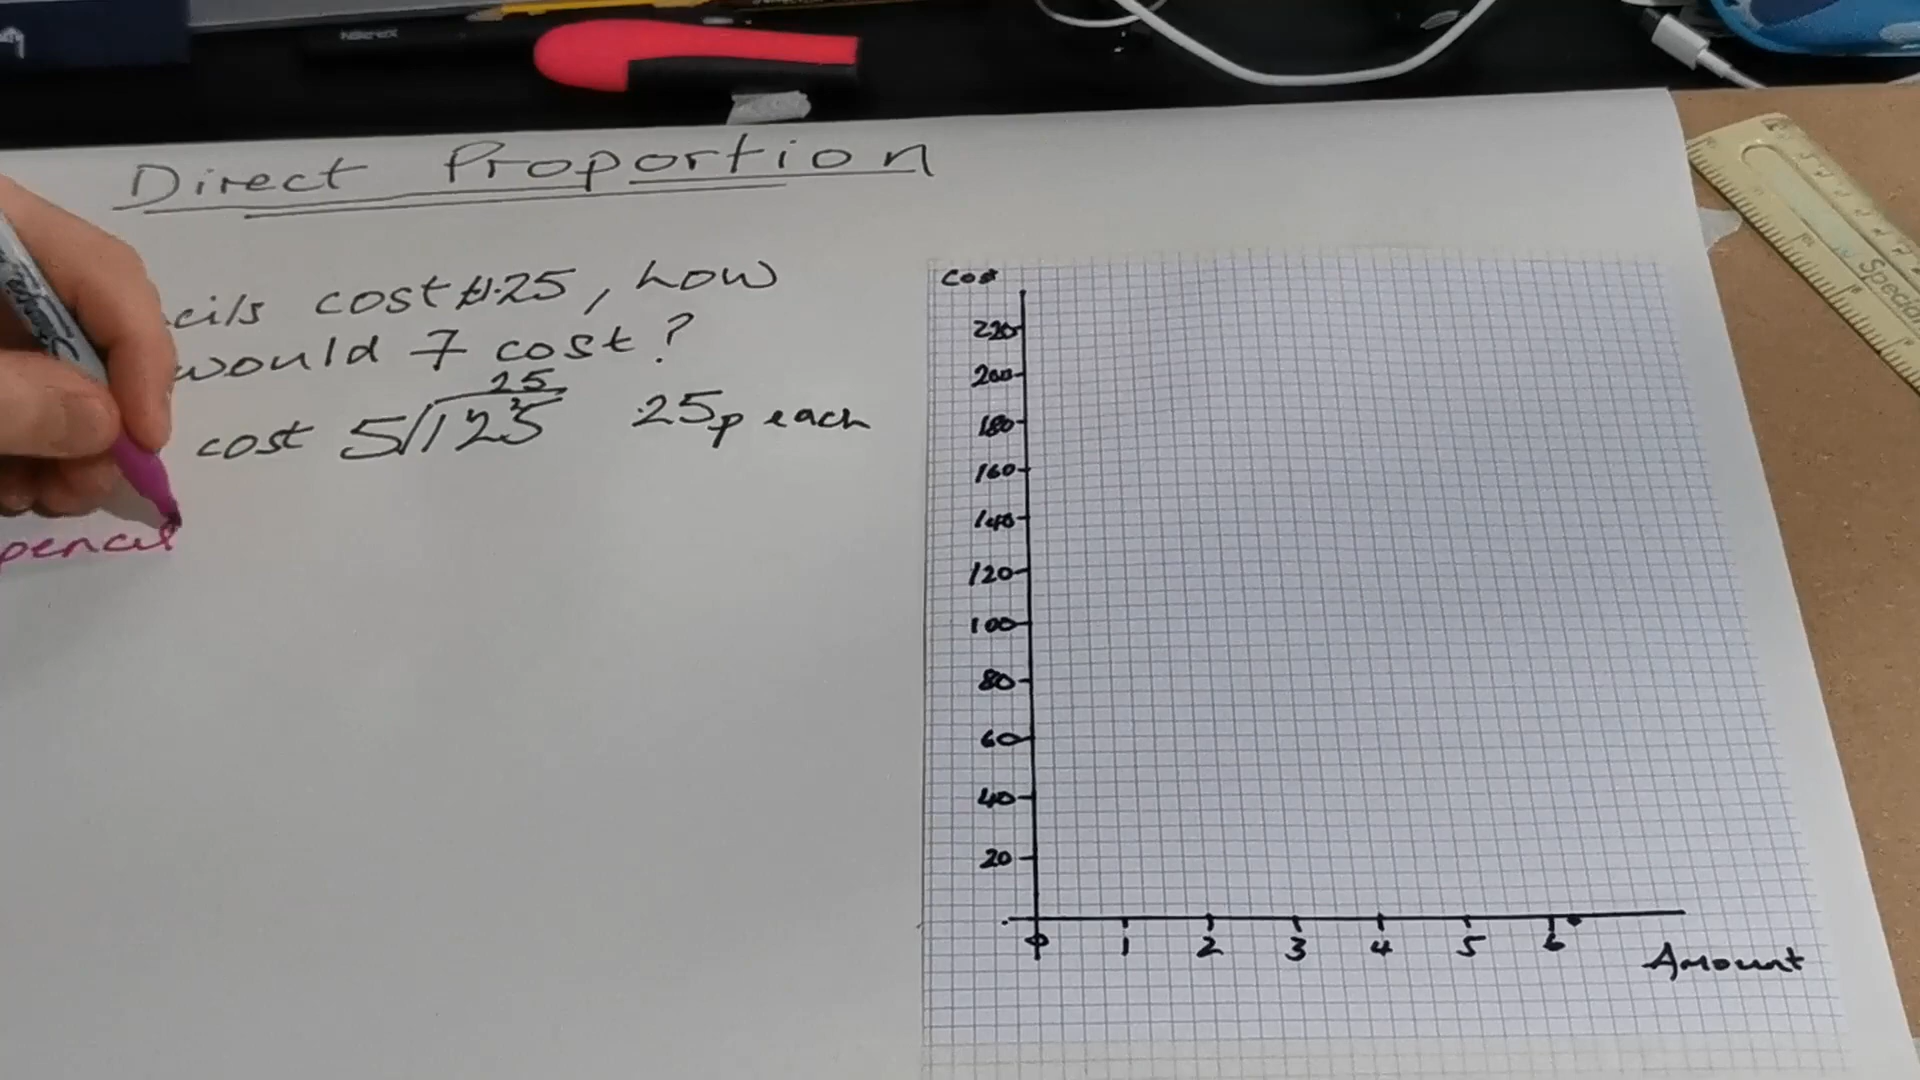 Direct Proportion
cils cost £1.25, how
would 7 cost?
25
cost 5 125 25p each
pencil
Cost
220
200
180
160
140
120
100
80
60
40
20
0 1 2 3 4 5 6
Amount